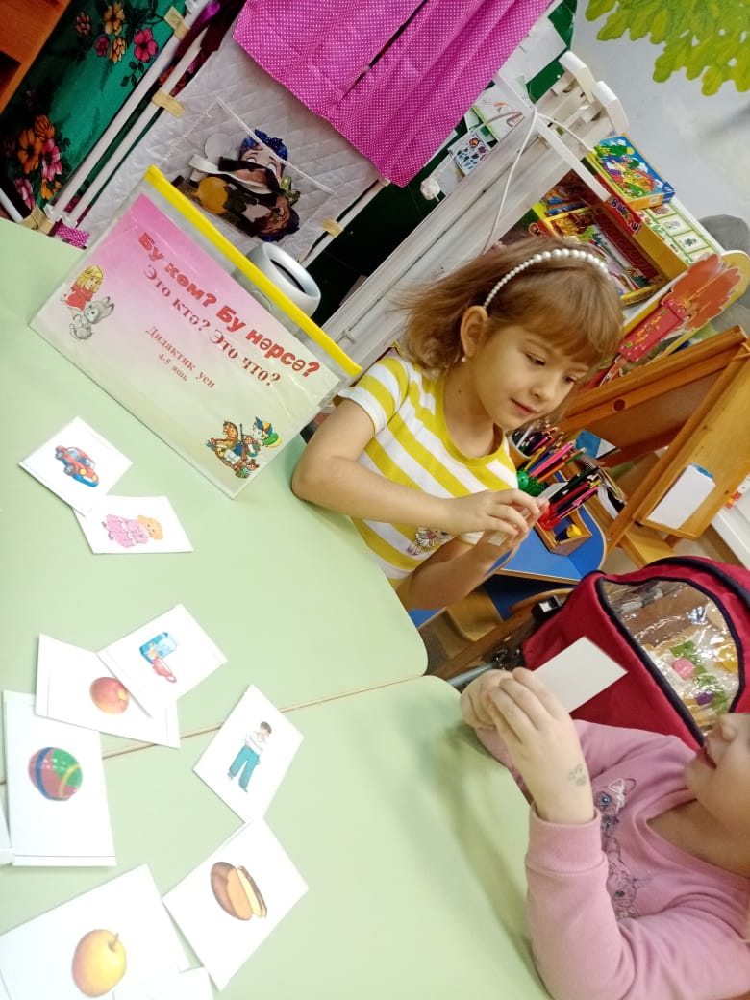 Бу кем? Бу нәрсә?
Это кто? Это что?
Дидактик уен
4-5 яшь